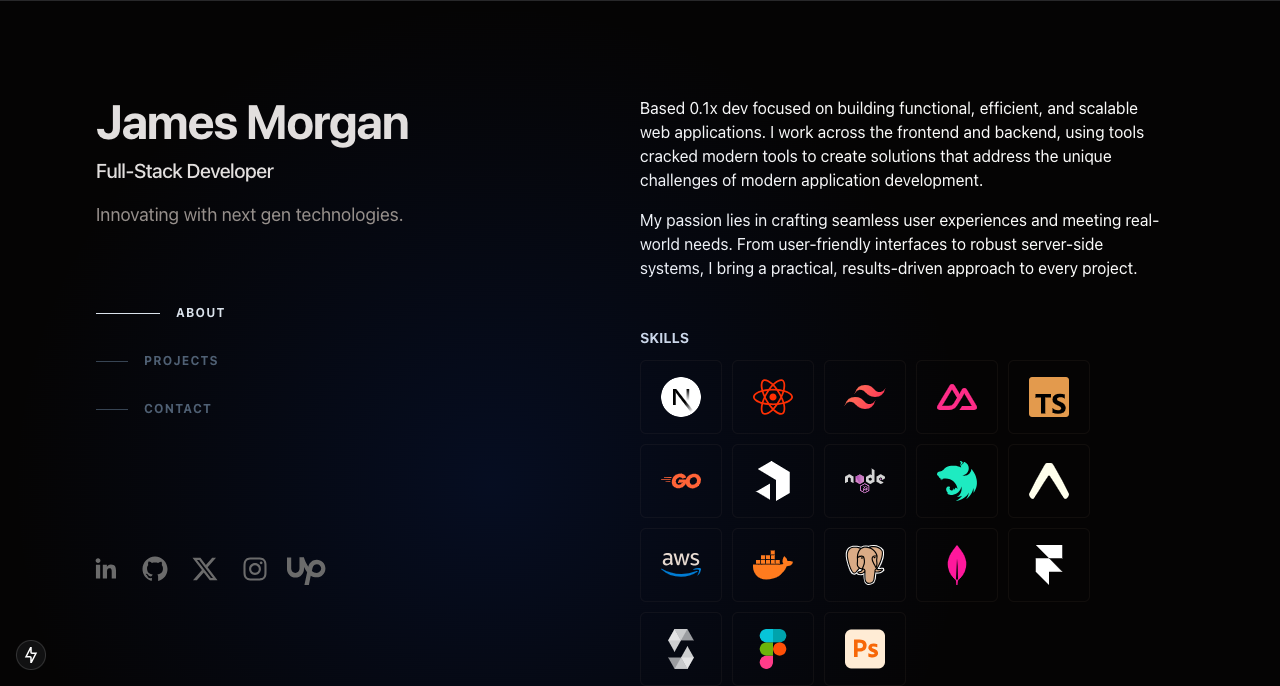 James Morgan
Full-Stack Developer
Innovating with next gen technologies.
ABOUT
PROJECTS
CONTACT
in
X
Up
Based 0.1x dev focused on building functional, efficient, and scalable
web applications. I work across the frontend and backend, using tools
cracked modern tools to create solutions that address the unique
challenges of modern application development.
My passion lies in crafting seamless user experiences and meeting real-
world needs. From user-friendly interfaces to robust server-side
systems, I bring a practical, results-driven approach to every project.
SKILLS
N
TS
GO
node
JS
aws
Ps